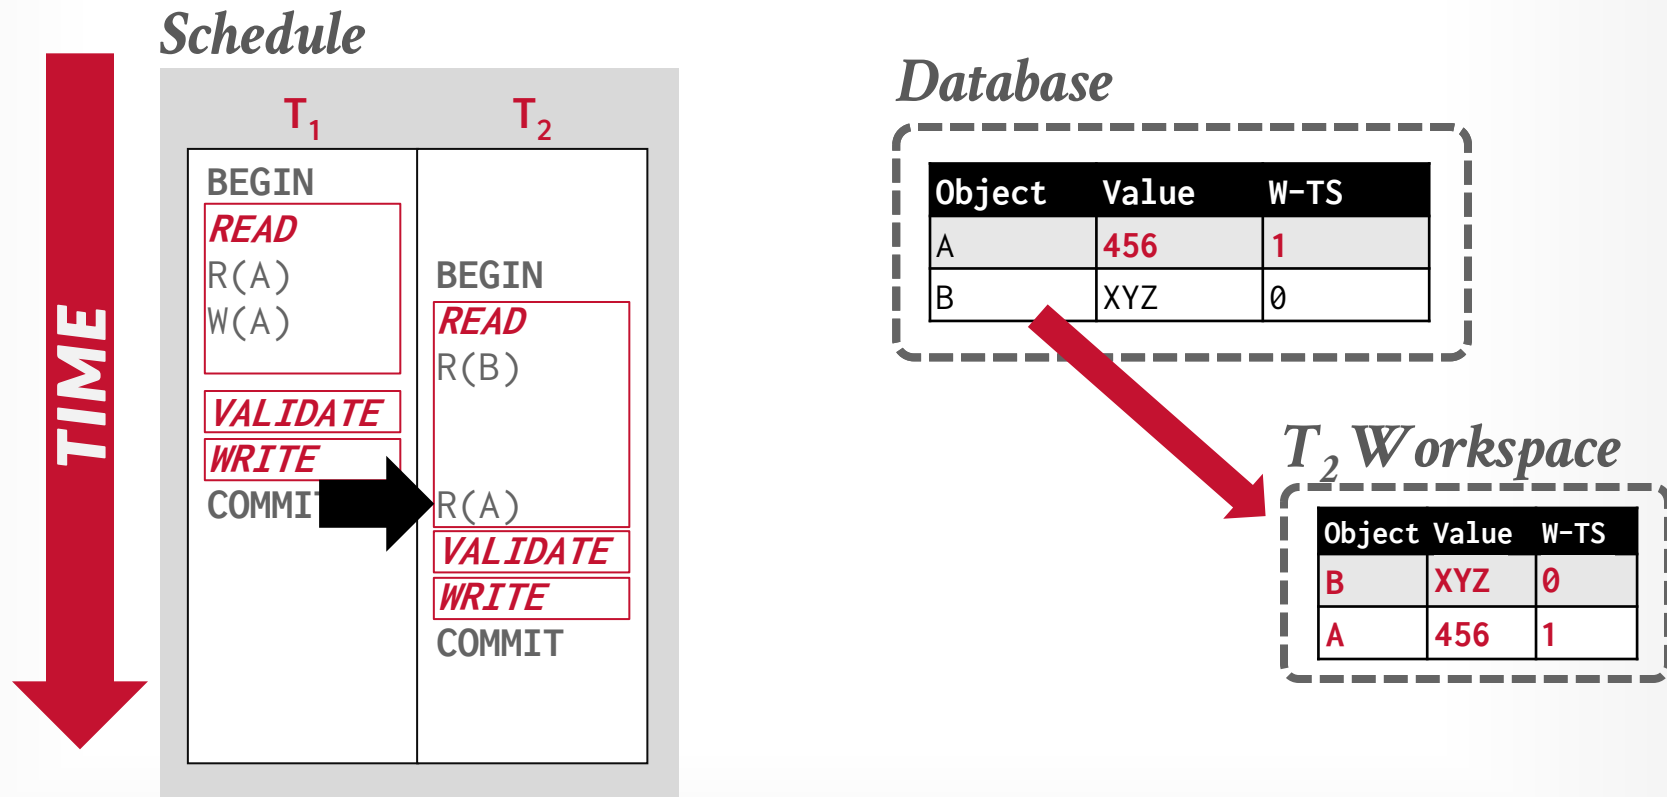 Schedule
TIME
T1
T2
BEGIN
READ
R(A)
W(A)
VALIDATE
WRITE
COMMI
BEGIN
READ
R(B)
R(A)
VALIDATE
WRITE
COMMIT
Database
Object Value W-TS
A 456 1
B XYZ 0
T2 Workspace
Object Value W-TS
B XYZ 0
A 456 1